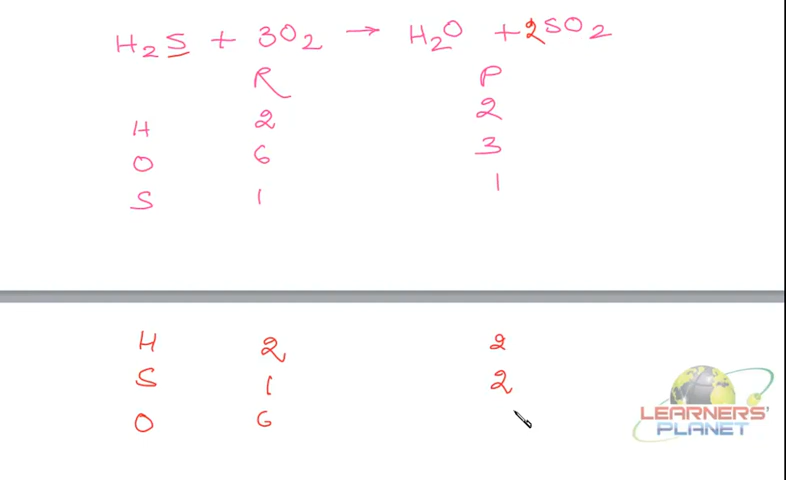 H₂S + 3O₂ → H₂O + 2SO₂
R P
H 2 2
O 6 3
S 1 1
H 2 2
S 1 2
O 6
LEARNERS'
PLANET